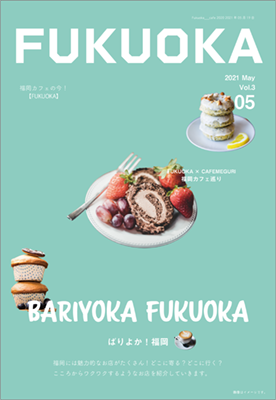 FUKUOKA
2021 May
Vol.3
05
福岡カフェの今！
【FUKUOKA】
FUKUOKA × CAFEMEGURI
福岡カフェ巡り
BARIYOKA FUKUOKA
ばりよか！福岡
福岡には魅力的なお店がたくさん！どこに寄る？どこに行く？
こころからワクワクするようなお店を紹介していきます。